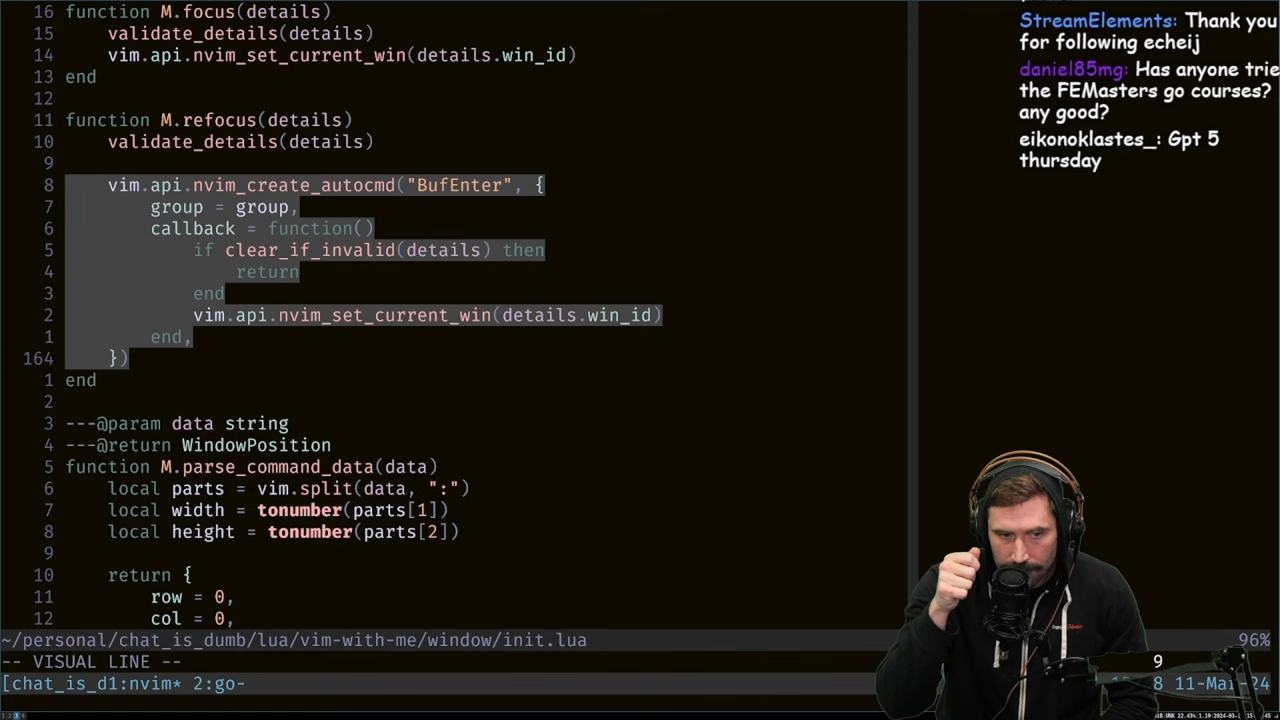 16 function M.focus(details)
15 validate_details(details)
14 vim.api.nvim_set_current_win(details.win_id)
13 end
12
11 function M.refocus(details)
10 validate_details(details)
9
8 vim.api.nvim_create_autocmd("BufEnter", {
7 group = group,
6 callback = function()
5 if clear_if_invalid(details) then
4 return
3 end
2 vim.api.nvim_set_current_win(details.win_id)
1 end,
164 })
1 end
2
3 ---@param data string
4 ---@return WindowPosition
5 function M.parse_command_data(data)
6 local parts = vim.split(data, ":")
7 local width = tonumber(parts[1])
8 local height = tonumber(parts[2])
9
10 return {
11 row = 0,
12 col = 0,
~/personal/chat_is_dumb/lua/vim-with-me/window/init.lua 96%
-- VISUAL LINE -- 9
[chat_is_d1:nvim* 2:go- 8 11-Mar-24
StreamElements: Thank you
for following echeij
daniel85mg: Has anyone trie
the FEMasters go courses?
any good?
eikonoklastes_: Gpt 5
thursday